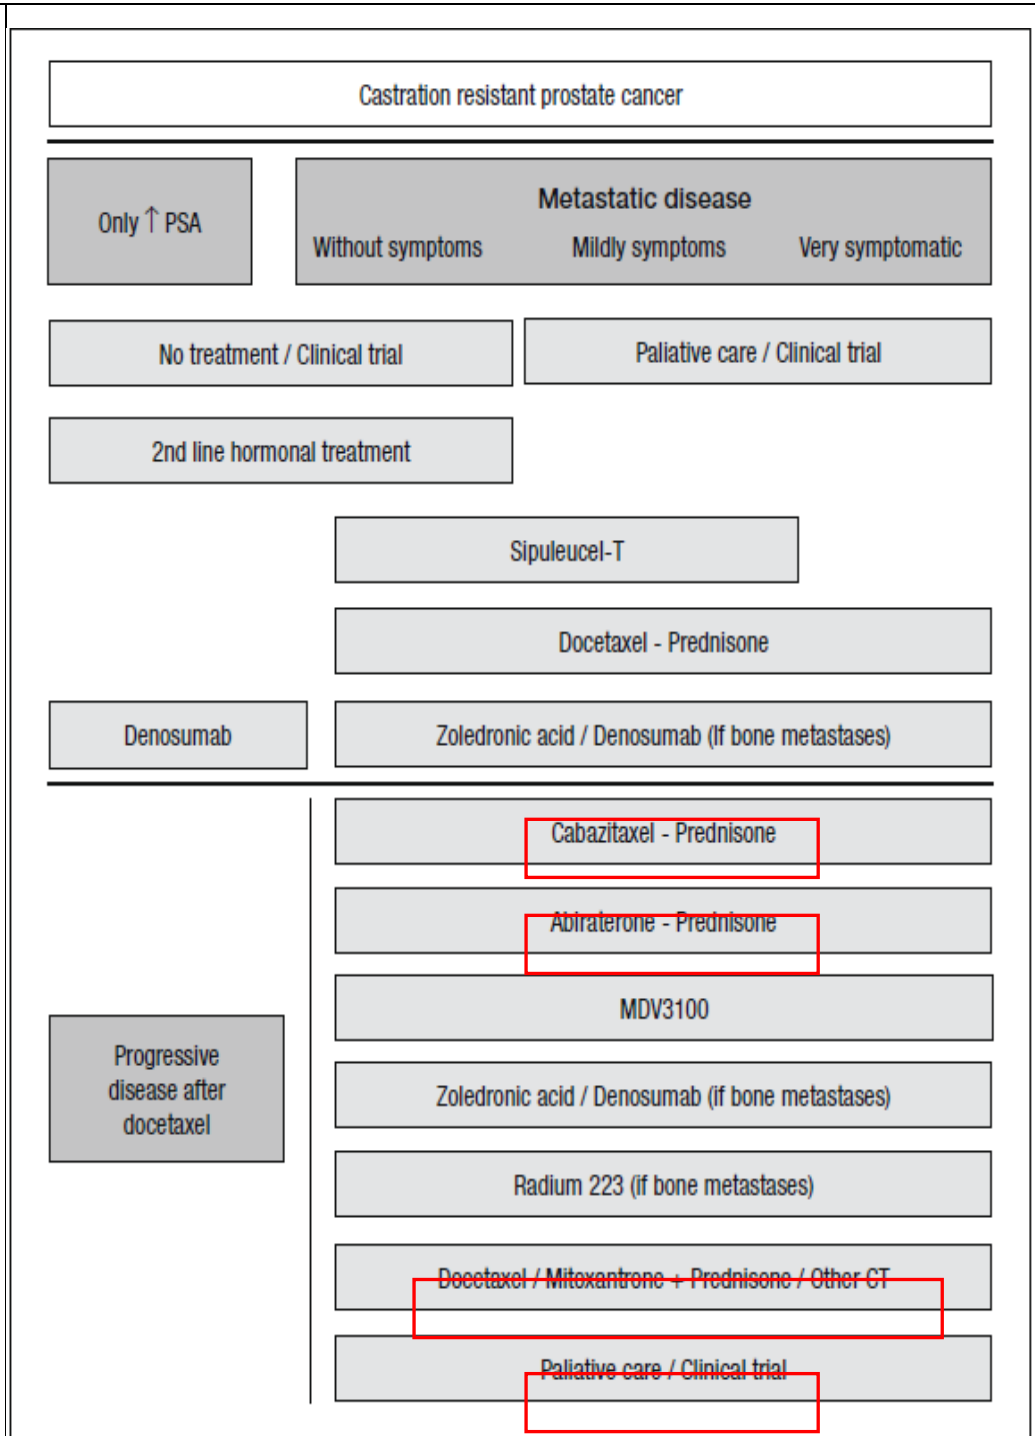 Castration resistant prostate cancer
Only ↑ PSA
Metastatic disease
Without symptoms Mildly symptoms Very symptomatic
No treatment / Clinical trial
Paliative care / Clinical trial
2nd line hormonal treatment
Sipuleucel-T
Docetaxel - Prednisone
Denosumab
Zoledronic acid / Denosumab (If bone metastases)
Progressive
disease after
docetaxel
Cabazitaxel - Prednisone
Abiraterone - Prednisone
MDV3100
Zoledronic acid / Denosumab (if bone metastases)
Radium 223 (if bone metastases)
Docetaxel / Mitoxantrone + Prednisone / Other CT
Paliative care / Clinical trial